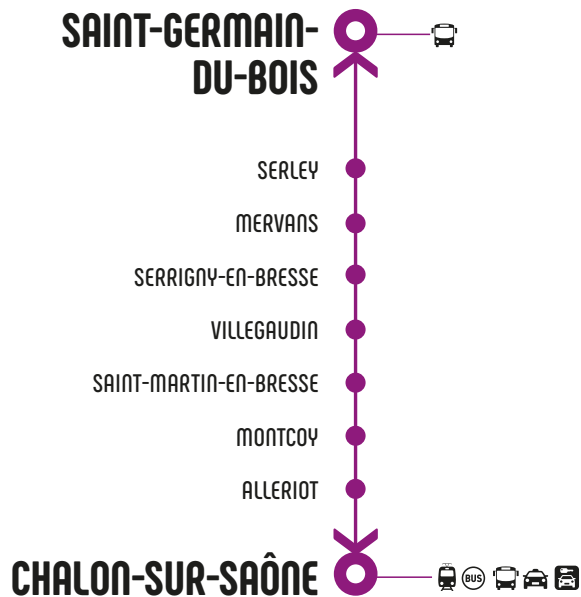 SAINT-GERMAIN-
DU-BOIS
SERLEY
MERVANS
SERRIGNY-EN-BRESSE
VILLEGAUDIN
SAINT-MARTIN-EN-BRESSE
MONTCOY
ALLERIOT
CHALON-SUR-SAÔNE
BUS